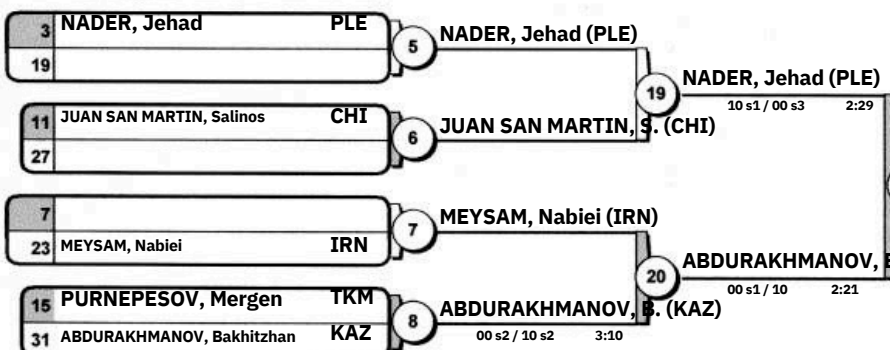 3 NADER, Jehad PLE
19
5
NADER, Jehad (PLE)
11 JUAN SAN MARTIN, Salinos CHI
27
6
JUAN SAN MARTIN, S. (CHI)
19
NADER, Jehad (PLE)
10 s1 / 00 s3 2:29
7
23 MEYSAM, Nabiei IRN
7
MEYSAM, Nabiei (IRN)
15 PURNEPESOV, Mergen TKM
31 ABDURAKHMANOV, Bakhitzhan KAZ
8
ABDURAKHMANOV, B. (KAZ)
00 s2 / 10 s2 3:10
20
ABDURAKHMANOV,
00 s1 / 10 2:21